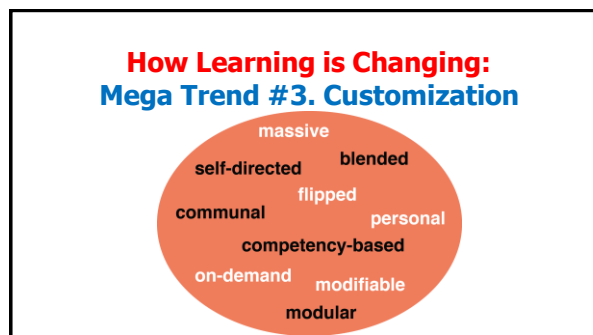 How Learning is Changing:
Mega Trend #3. Customization
massive
blended
self-directed
flipped
communal
personal
competency-based
on-demand
modifiable
modular